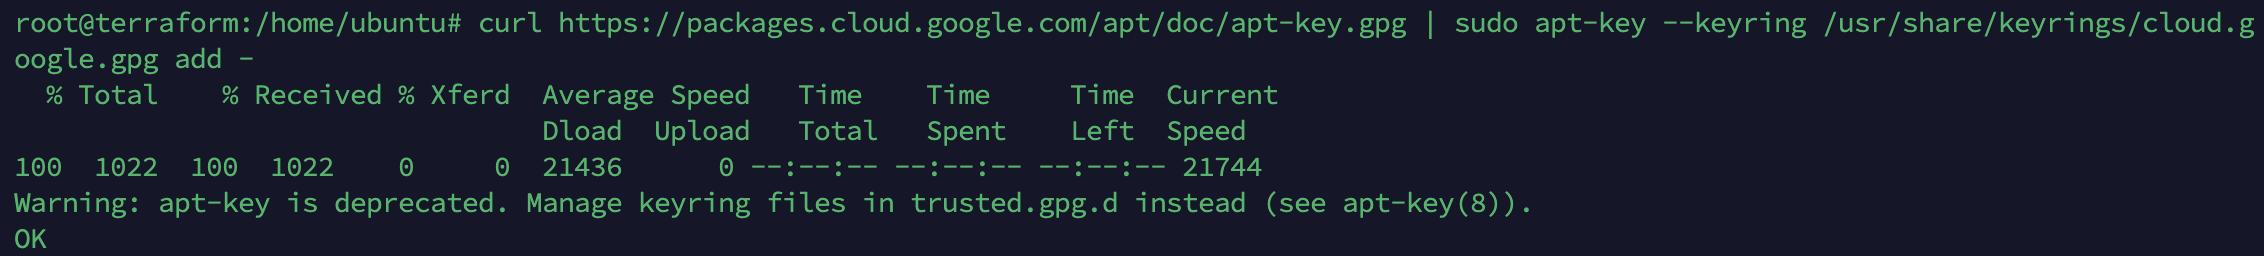 root@terraform:/home/ubuntu# curl https://packages.cloud.google.com/apt/doc/apt-key.gpg | sudo apt-key --keyring /usr/share/keyrings/cloud.g
oogle.gpg add -
  % Total    % Received % Xferd  Average Speed   Time    Time     Time  Current
                                 Dload  Upload   Total   Spent    Left  Speed
100  1022  100  1022    0     0  21436      0 --:--:-- --:--:-- --:--:-- 21744
Warning: apt-key is deprecated. Manage keyring files in trusted.gpg.d instead (see apt-key(8)).
OK